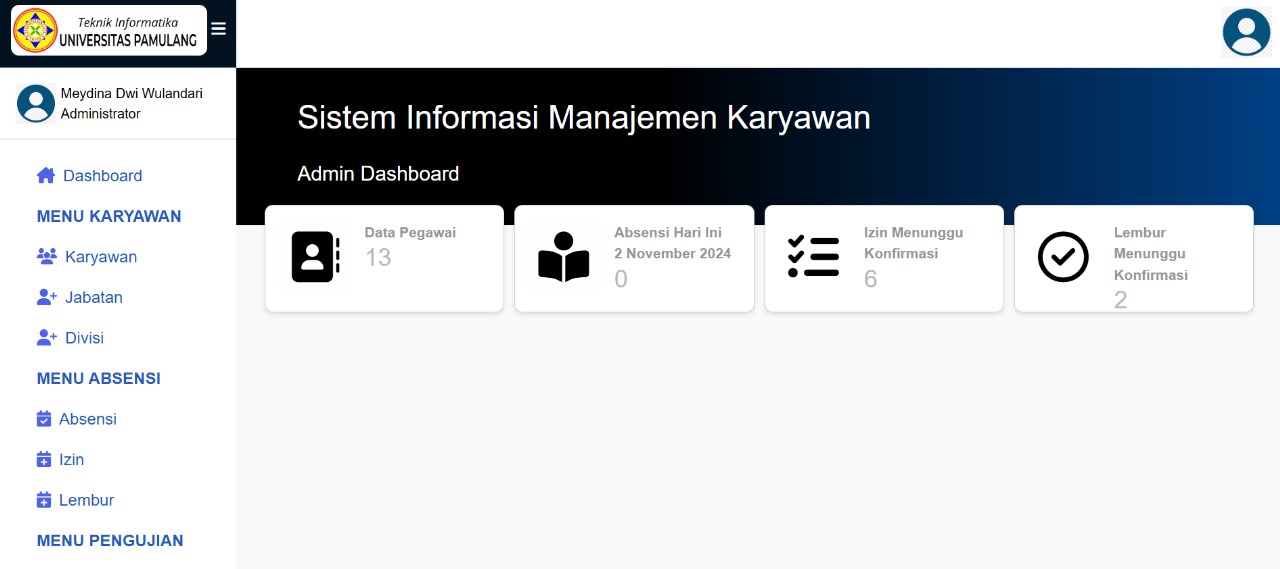 Teknik Informatika
UNIVERSITAS PAMULANG
Meydina Dwi Wulandari
Administrator
Dashboard
MENU KARYAWAN
Karyawan
Jabatan
Divisi
MENU ABSENSI
Absensi
Izin
Lembur
MENU PENGUJIAN
Sistem Informasi Manajemen Karyawan
Admin Dashboard
Data Pegawai
13
Absensi Hari Ini
2 November 2024
0
Izin Menunggu
Konfirmasi
6
Lembur
Menunggu
Konfirmasi
2